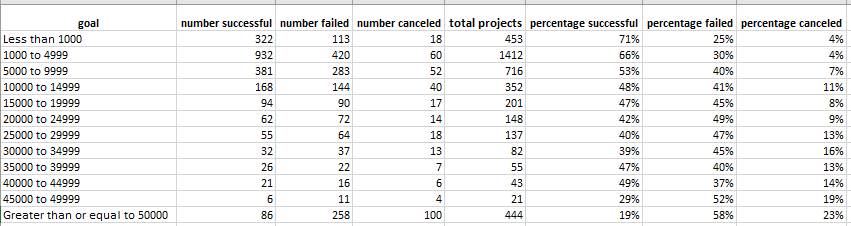 goal number successful number failed number canceled total projects percentage successful percentage failed percentage canceled
Less than 1000 322 113 18 453 71% 25% 4%
1000 to 4999 932 420 60 1412 66% 30% 4%
5000 to 9999 381 283 52 716 53% 40% 7%
10000 to 14999 168 144 40 352 48% 41% 11%
15000 to 19999 94 90 17 201 47% 45% 8%
20000 to 24999 62 72 14 148 42% 49% 9%
25000 to 29999 55 64 18 137 40% 47% 13%
30000 to 34999 32 37 13 82 39% 45% 16%
35000 to 39999 26 22 7 55 47% 40% 13%
40000 to 44999 21 16 6 43 49% 37% 14%
45000 to 49999 6 11 4 21 29% 52% 19%
Greater than or equal to 50000 86 258 100 444 19% 58% 23%